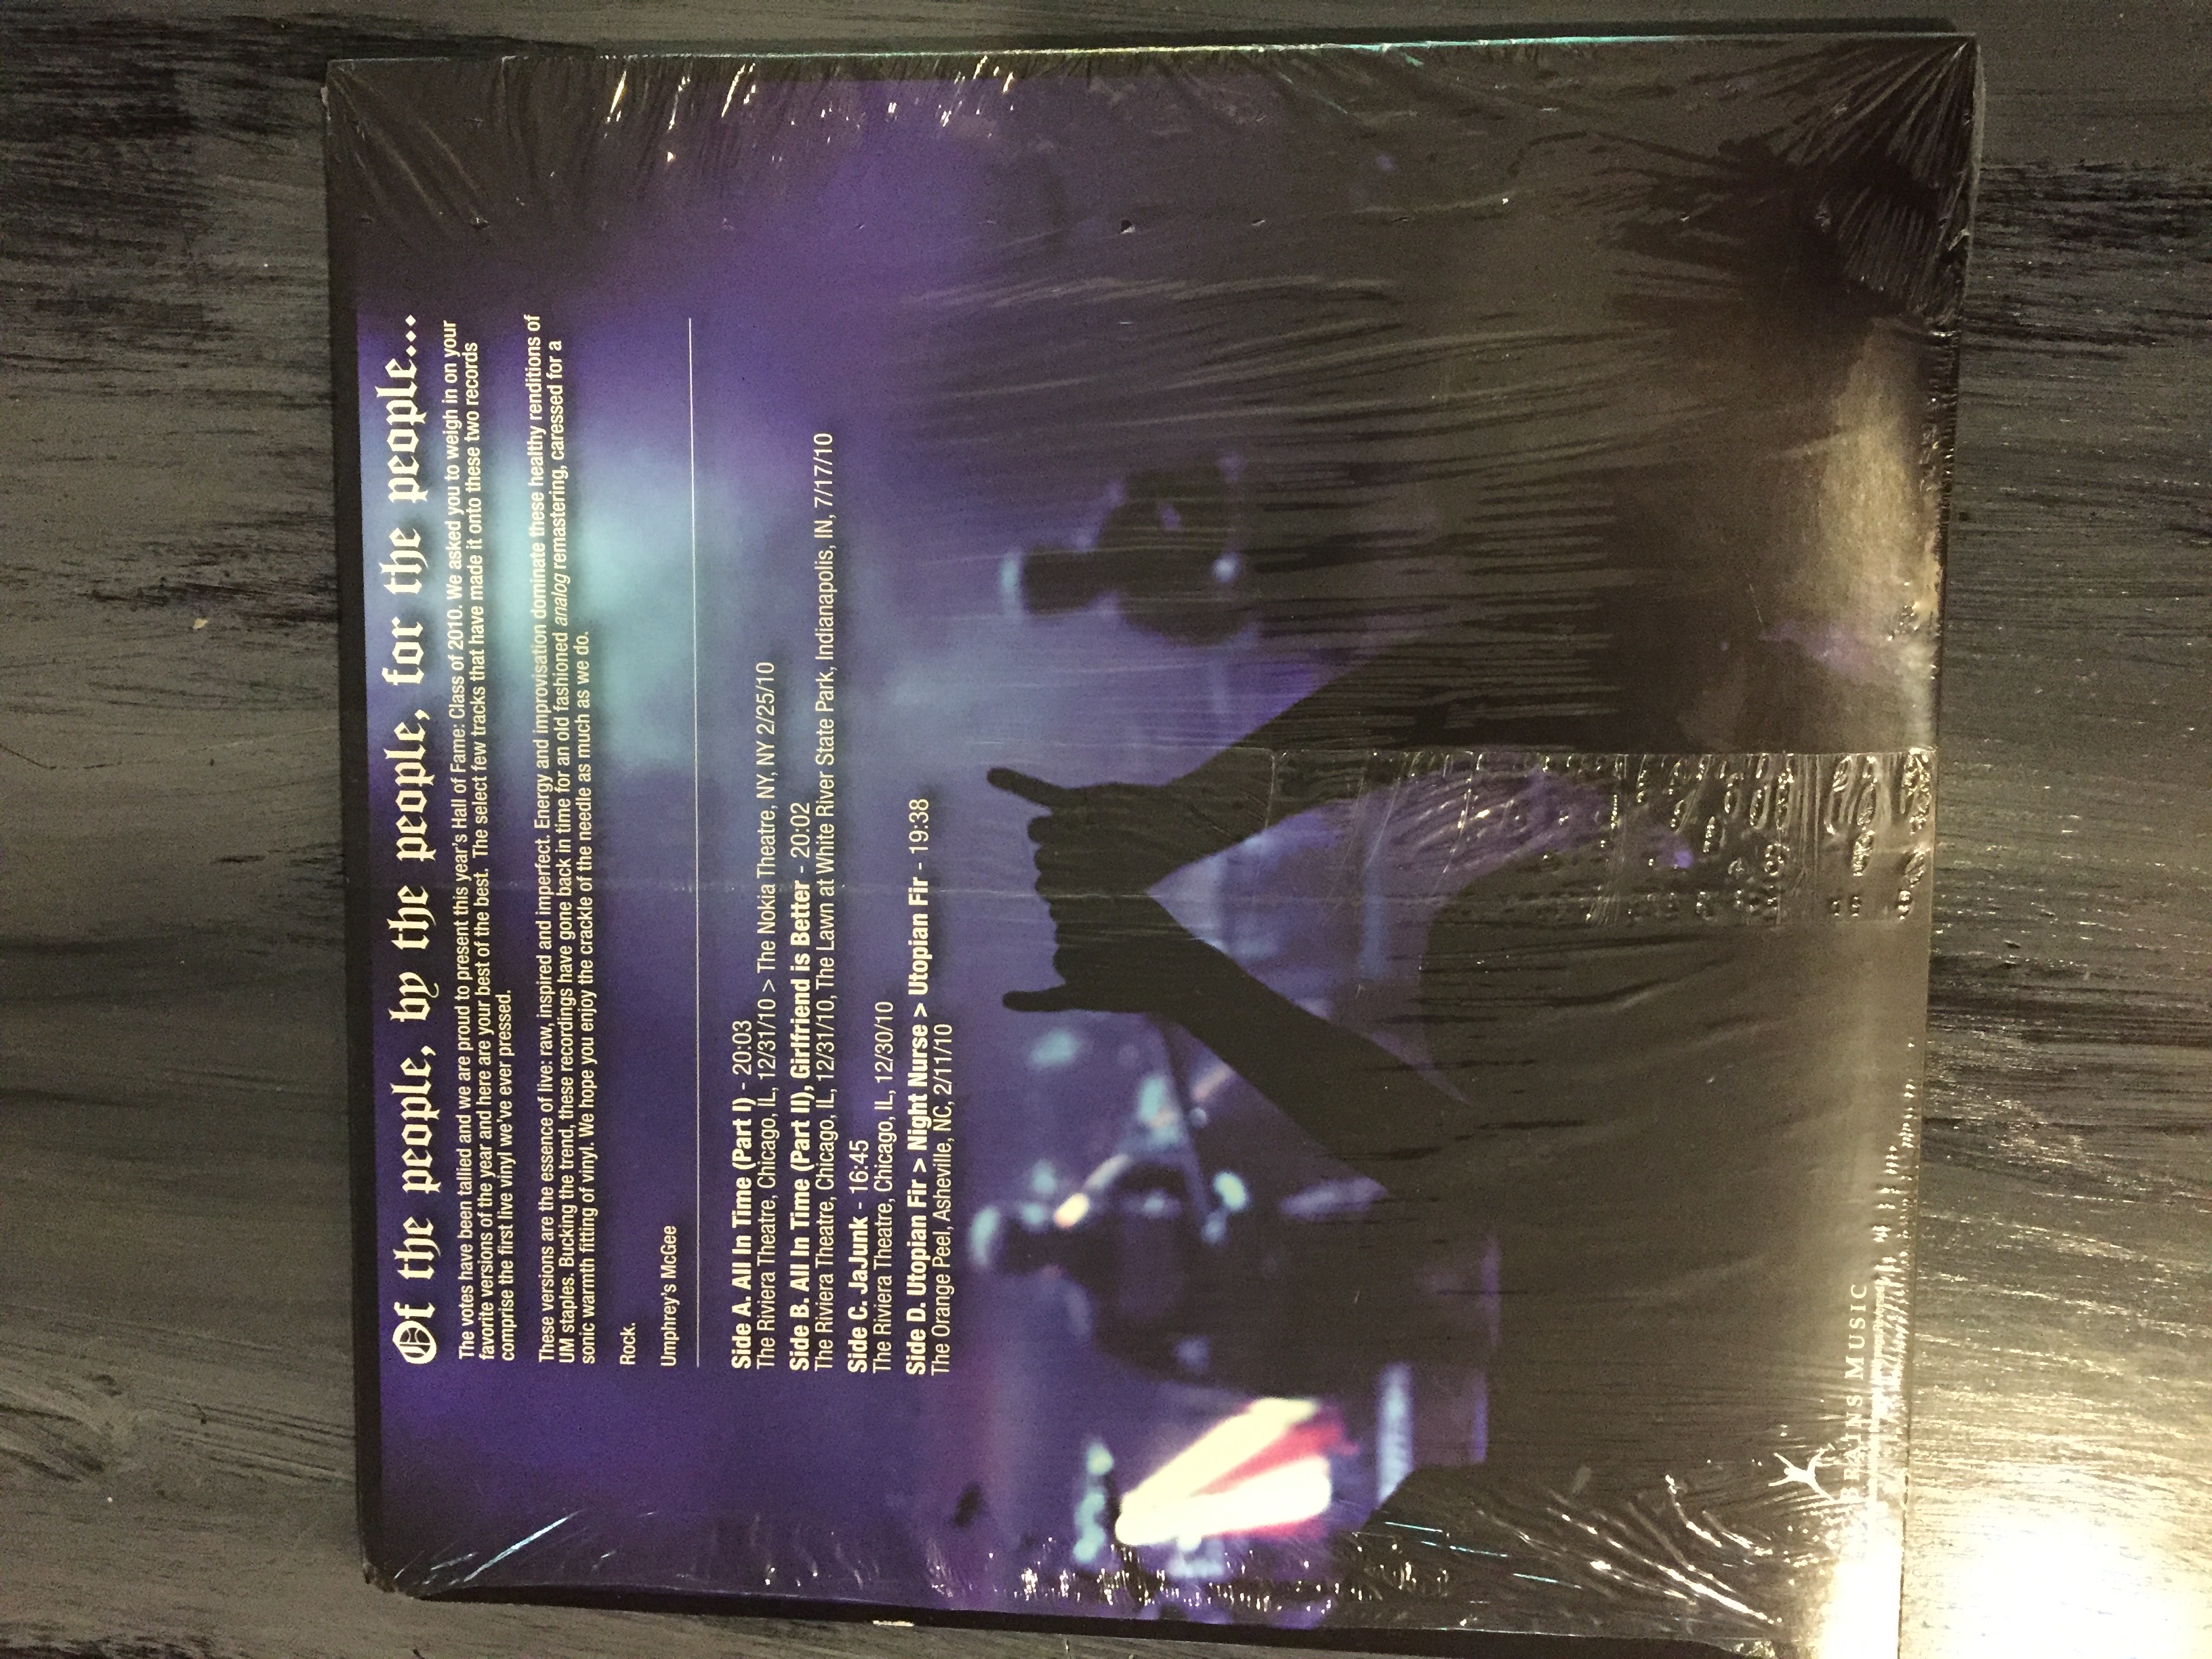 Of the people, by the people, for the people...
The votes have been tallied and we are proud to present this year's Hall of Fame: Class of 2010. We asked you to weigh in on your
favorite versions of the year and here are your best of the best. The select few tracks that have made it onto these two records
comprise the first live vinyl we've ever pressed.
These versions are the essence of live: raw, inspired and imperfect. Energy and improvisation dominate these healthy renditions of
UM staples. Bucking the trend, these recordings have gone back in time for an old fashioned analog remastering, caressed for a
sonic warmth fitting of vinyl. We hope you enjoy the crackle of the needle as much as we do.
Rock.
Umphrey's McGee
Side A. All In Time (Part I) - 20:03
The Riviera Theatre, Chicago, IL, 12/31/10 > The Nokia Theatre, NY, NY 2/25/10
Side B. All In Time (Part II), Girlfriend is Better - 20:02
The Riviera Theatre, Chicago, IL, 12/31/10, The Lawn at White River State Park, Indianapolis, IN, 7/17/10
Side C. JaJunk - 16:45
The Riviera Theatre, Chicago, IL, 12/30/10
Side D. Utopian Fir > Night Nurse > Utopian Fir - 19:38
The Orange Peel, Asheville, NC, 2/11/10
MUSIC